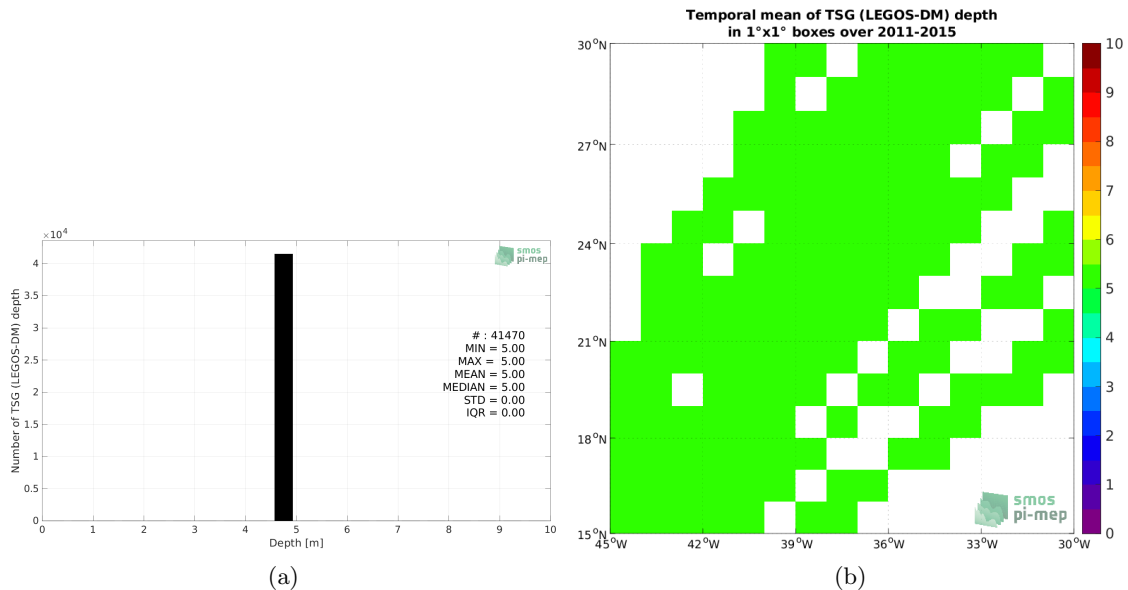 ×10⁴
4
3.5
3
2.5
2
1.5
1
0.5
0
Number of TSG (LEGOS-DM) depth
smos
pi-mep
# : 41470
MIN = 5.00
MAX = 5.00
MEAN = 5.00
MEDIAN = 5.00
STD = 0.00
IQR = 0.00
0 1 2 3 4 5 6 7 8 9 10
Depth [m]
(a)
Temporal mean of TSG (LEGOS-DM) depth
in 1°x1° boxes over 2011-2015
30°N
27°N
24°N
21°N
18°N
15°N
45°W 42°W 39°W 36°W 33°W 30°W
smos
pi-mep
10
9
8
7
6
5
4
3
2
1
0
(b)